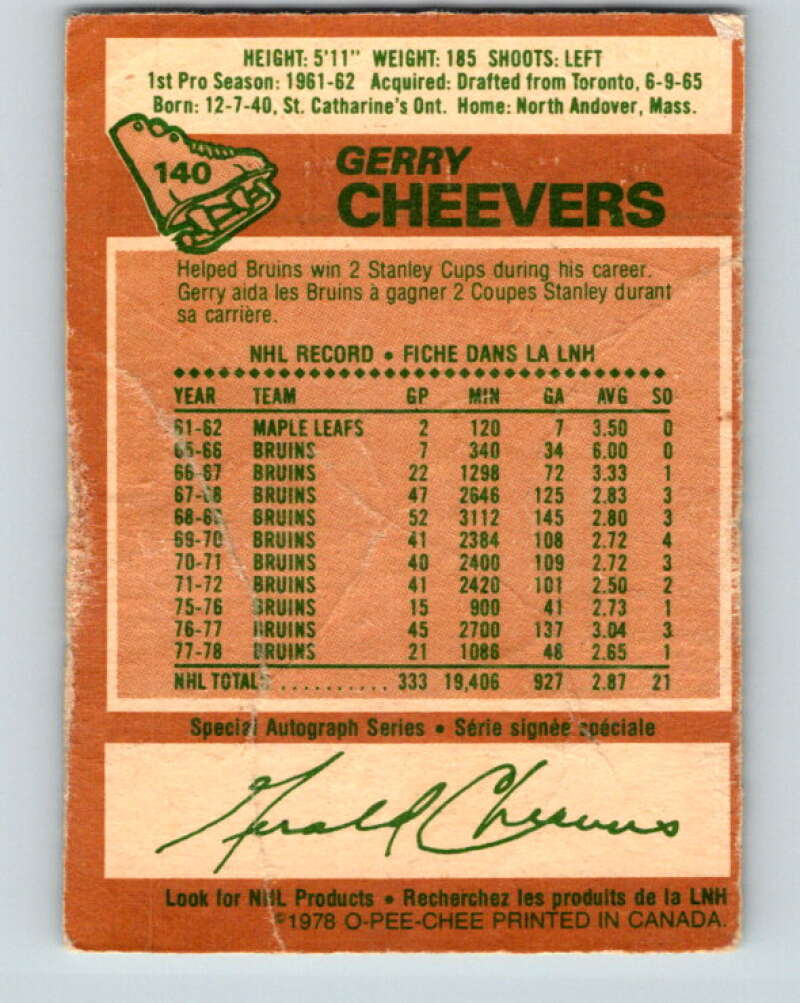 HEIGHT: 5'11" WEIGHT: 185 SHOOTS: LEFT
1st Pro Season: 1961-62 Acquired: Drafted from Toronto, 6-9-65
Born: 12-7-40, St. Catharine's Ont. Home: North Andover, Mass.
140
GERRY
CHEEVERS
Helped Bruins win 2 Stanley Cups during his career.
Gerry aida les Bruins à gagner 2 Coupes Stanley durant
sa carrière.
NHL RECORD • FICHE DANS LA LNH
YEAR TEAM GP MIN GA AVG SO
61-62 MAPLE LEAFS 2 120 7 3.50 0
65-66 BRUINS 7 340 34 6.00 0
66-67 BRUINS 22 1298 72 3.33 1
67-68 BRUINS 47 2646 125 2.83 3
68-69 BRUINS 52 3112 145 2.80 3
69-70 BRUINS 41 2384 108 2.72 4
70-71 BRUINS 40 2400 109 2.72 3
71-72 BRUINS 41 2420 101 2.50 2
75-76 BRUINS 15 900 41 2.73 1
76-77 BRUINS 45 2700 137 3.04 3
77-78 BRUINS 21 1086 48 2.65 1
NHL TOTALS .......... 333 19,406 927 2.87 21
Special Autograph Series • Série signée spéciale
Gerald Cheevers
Look for NHL Products • Recherchez les produits de la LNH
©1978 O-PEE-CHEE PRINTED IN CANADA.